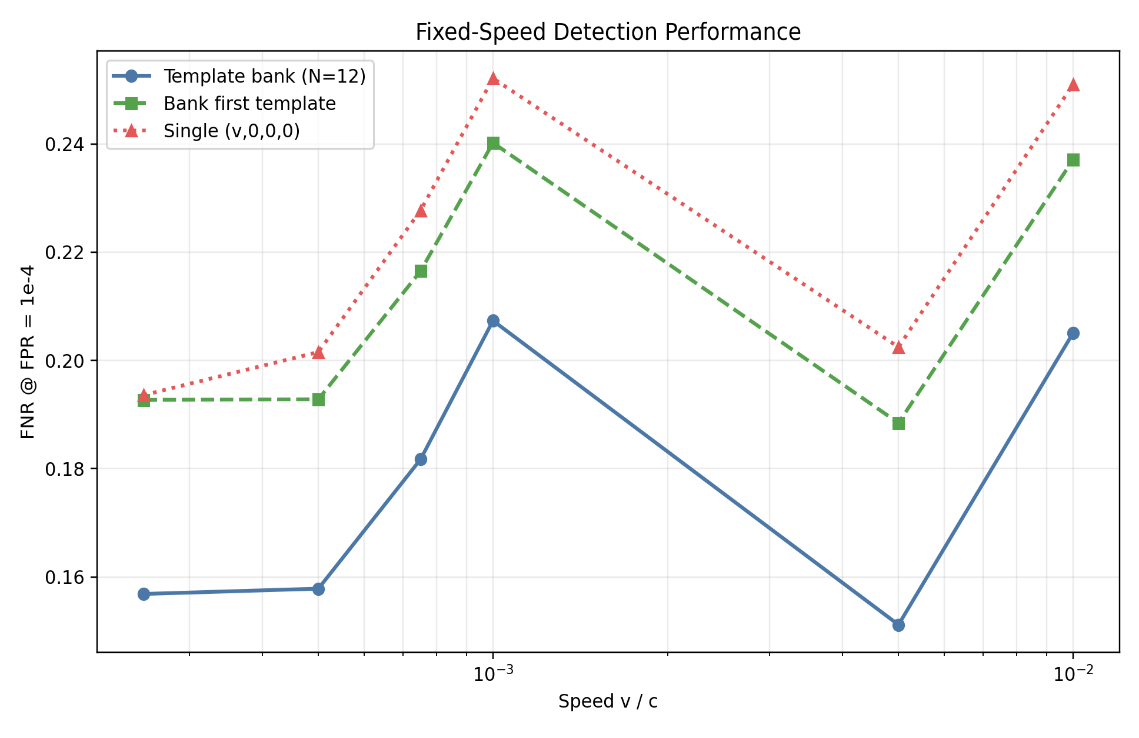 Fixed-Speed Detection Performance
Template bank (N=12)
Bank first template
Single (v,0,0,0)
FNR @ FPR = 1e-4
0.24
0.22
0.20
0.18
0.16
10⁻³
10⁻²
Speed v / c